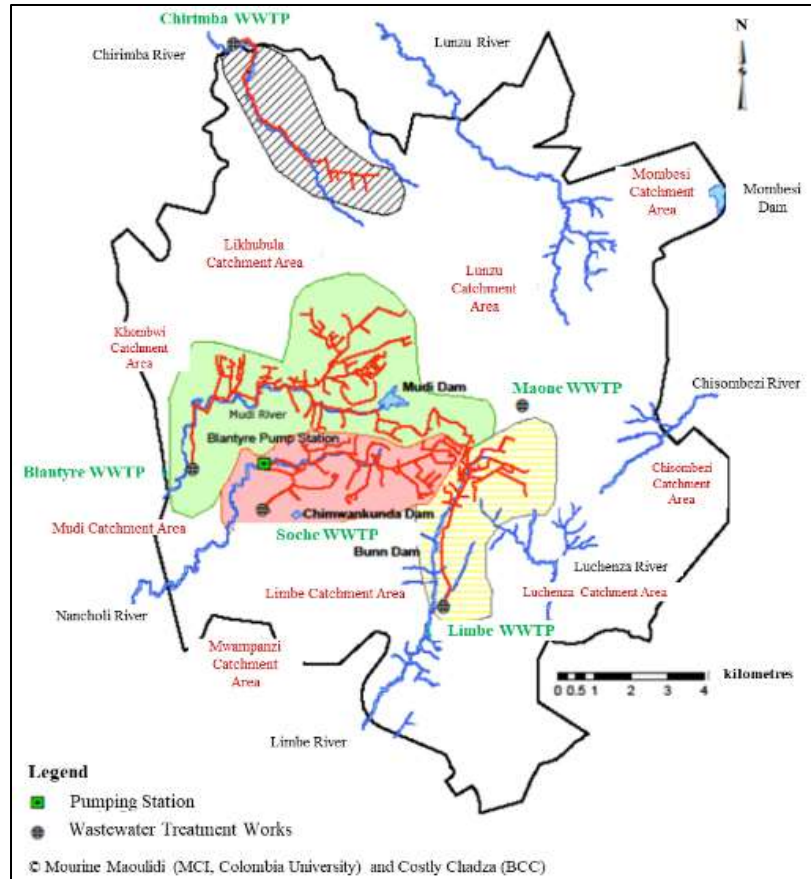 Chirimba WWTP
Chirimba River
Lunzu River
N
Mombesi
Catchment
Area
Mombesi
Dam
Likhubula
Catchment Area
Lunzu
Catchment
Area
Khombwi
Catchment
Area
Mudi Dam
Maone WWTP
Chisombezi River
Mudi River
Blantyre Pump Station
Blantyre WWTP
Chisombezi
Catchment
Area
Chimwankunda Dam
Mudi Catchment Area
Soche WWTP
Bunn Dam
Luchenza River
Limbe Catchment Area
Luchenza Catchment Area
Nancholi River
Limbe WWTP
Mwampanzi
Catchment
Area
kilometres
0 0.5 1 2 3 4
Limbe River
Legend
Pumping Station
Wastewater Treatment Works
© Mourine Maoulidi (MCI, Colombia University) and Costly Chadza (BCC)